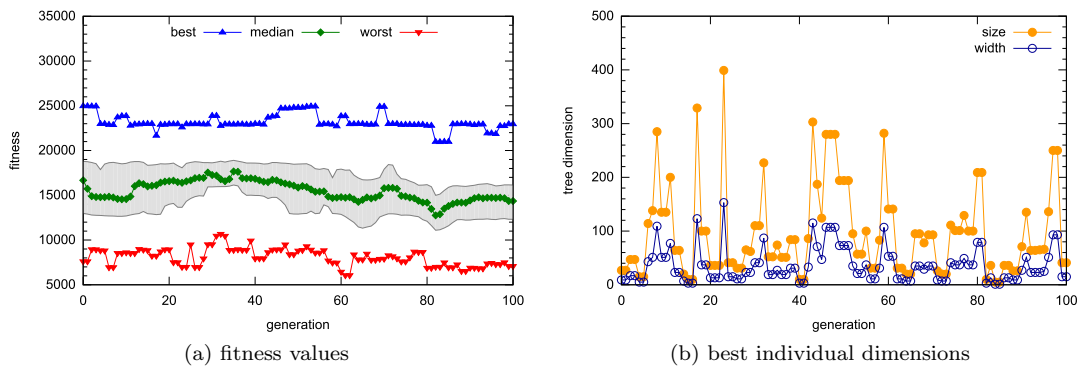 35000
30000
25000
20000
15000
10000
5000
0 20 40 60 80 100
fitness
generation
best median worst
(a) fitness values
500
400
300
200
100
0
0 20 40 60 80 100
tree dimension
generation
size
width
(b) best individual dimensions